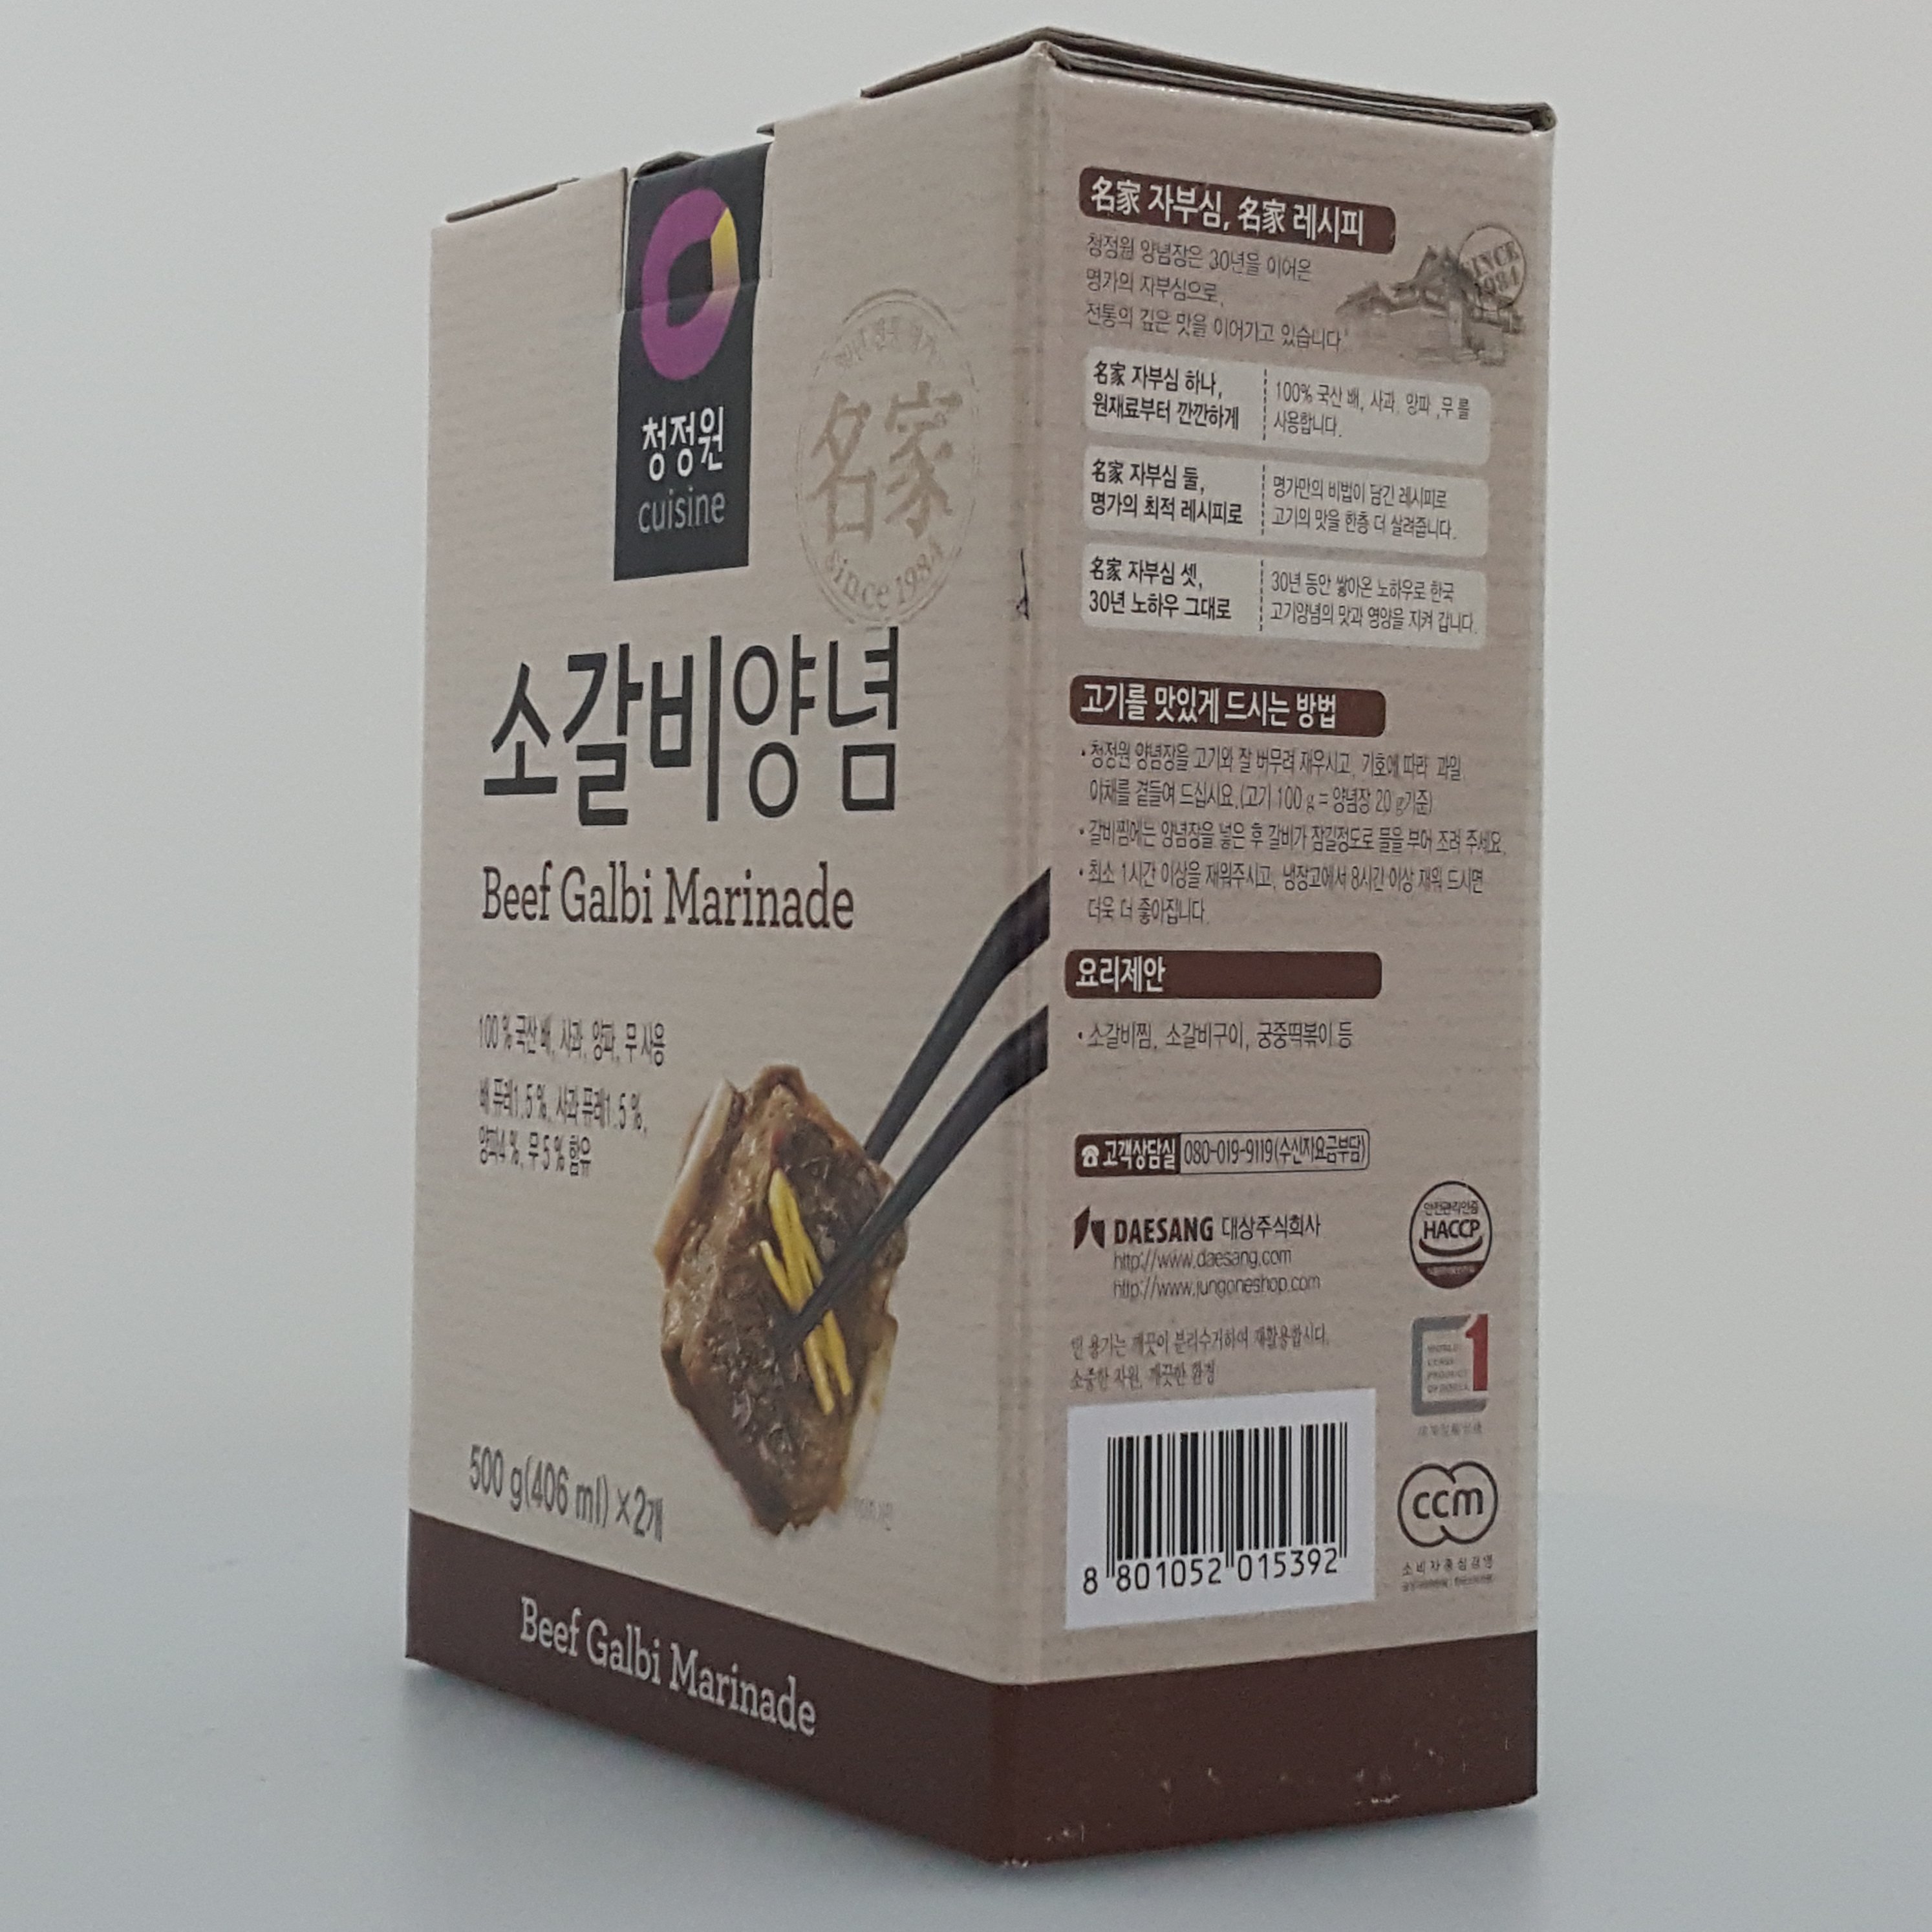 청정원
cuisine
名家
since 1984
소갈비양념
Beef Galbi Marinade
100 % 국산 배, 사과, 양파, 무 사용
배 퓨레1.5 %, 사과 퓨레1.5 %,
양파4 %, 무 5 % 함유
500 g(406 ml) ×2개
Beef Galbi Marinade
名家 자부심, 名家 레시피
청정원 양념장은 30년을 이어온
명가의 자부심으로,
전통의 깊은 맛을 이어가고 있습니다.
SINCE
1984
名家 자부심 하나,
원재료부터 깐깐하게
100% 국산 배, 사과, 양파 ,무 를
사용합니다.
名家 자부심 둘,
명가의 최적 레시피로
명가만의 비법이 담긴 레시피로
고기의 맛을 한층 더 살려줍니다.
名家 자부심 셋,
30년 노하우 그대로
30년 동안 쌓아온 노하우로 한국
고기양념의 맛과 영양을 지켜 갑니다.
고기를 맛있게 드시는 방법
• 청정원 양념장을 고기와 잘 버무려 재우시고, 기호에 따라 과일,
야채를 곁들여 드십시요.(고기 100 g = 양념장 20 g기준)
• 갈비찜에는 양념장을 넣은 후 갈비가 잠길정도로 물을 부어 조려 주세요.
• 최소 1시간 이상을 재워주시고, 냉장고에서 8시간 이상 재워 드시면
더욱 더 좋아집니다.
요리제안
• 소갈비찜, 소갈비구이, 궁중떡볶이 등
☎고객상담실 080-019-9119(수신자요금부담)
DAESANG 대상주식회사
http://www.daesang.com
http://www.jungoneshop.com
빈 용기는 깨끗이 분리수거하여 재활용합시다.
소중한 자원, 깨끗한 환경
8 801052 015392
안전관리인증
HACCP
1
WORLD
CLASS
PRODUCT
OF KOREA
ccm
소비자중심경영